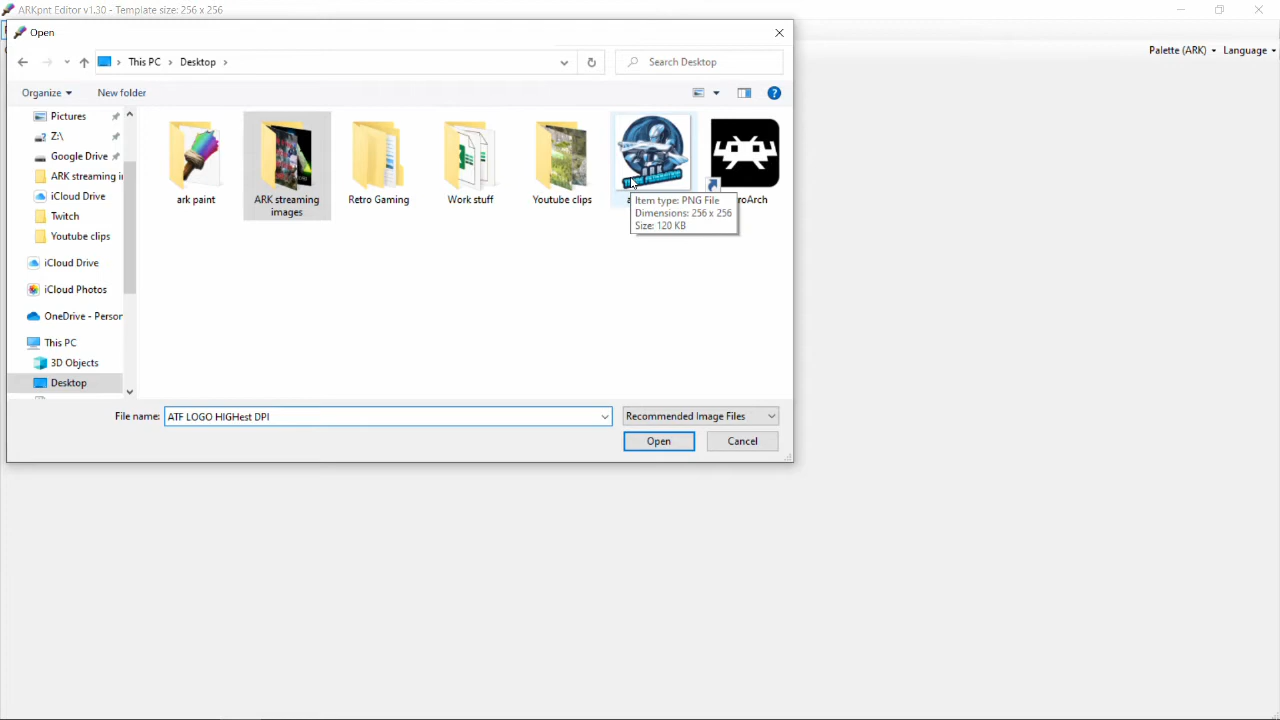 ARKpnt Editor v1.30 - Template size: 256 x 256
Open
This PC
Desktop
Search Desktop
Palette (ARK)
Language
Organize
New folder
Pictures
Z:\
Google Drive
ARK streaming i
iCloud Drive
Twitch
Youtube clips
iCloud Drive
iCloud Photos
OneDrive - Person
This PC
3D Objects
Desktop
ark paint
ARK streaming
images
Retro Gaming
Work stuff
Youtube clips
ARK
a
roArch
Item type: PNG File
Dimensions: 256 x 256
Size: 120 KB
File name:
ATF LOGO HIGHest DPI
Recommended Image Files
Open
Cancel